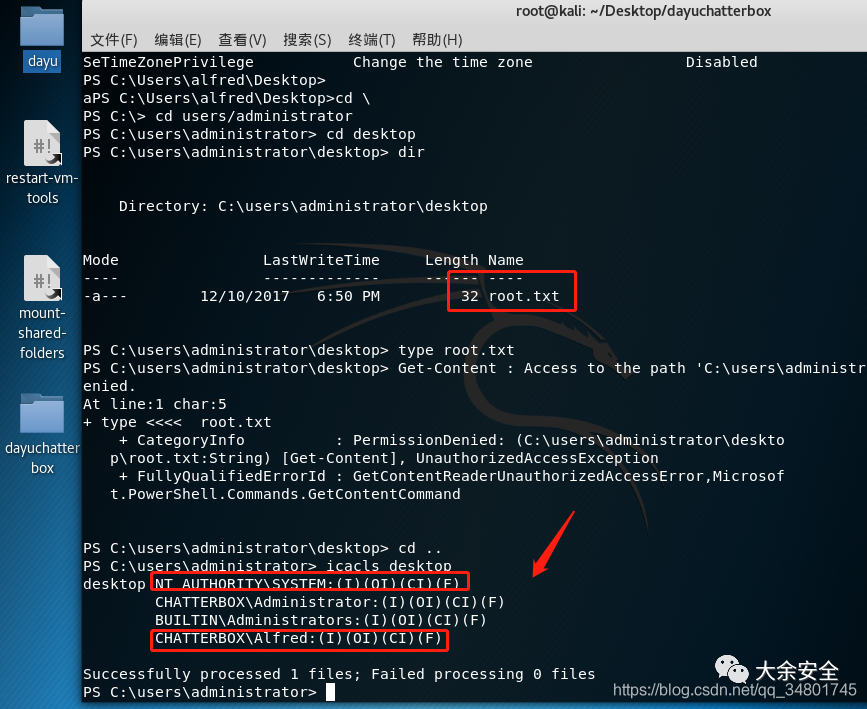 root@kali: ~/Desktop/dayuchatterbox
文件(F) 编辑(E) 查看(V) 搜索(S) 终端(T) 帮助(H)
dayu
restart-vm-
tools
mount-
shared-
folders
dayuchatter
box
SeTimeZonePrivilege Change the time zone Disabled
PS C:\Users\alfred\Desktop>
aPS C:\Users\alfred\Desktop>cd \
PS C:\> cd users/administrator
PS C:\users\administrator> cd desktop
PS C:\users\administrator\desktop> dir
Directory: C:\users\administrator\desktop
Mode LastWriteTime Length Name
---- ------------- ------ ----
-a--- 12/10/2017 6:50 PM 32 root.txt
PS C:\users\administrator\desktop> type root.txt
PS C:\users\administrator\desktop> Get-Content : Access to the path 'C:\users\administr
enied.
At line:1 char:5
+ type <<<< root.txt
+ CategoryInfo : PermissionDenied: (C:\users\administrator\deskto
p\root.txt:String) [Get-Content], UnauthorizedAccessException
+ FullyQualifiedErrorId : GetContentReaderUnauthorizedAccessError,Microsof
t.PowerShell.Commands.GetContentCommand
PS C:\users\administrator\desktop> cd ..
PS C:\users\administrator> icacls desktop
desktop NT AUTHORITY\SYSTEM:(I)(OI)(CI)(F)
CHATTERBOX\Administrator:(I)(OI)(CI)(F)
BUILTIN\Administrators:(I)(OI)(CI)(F)
CHATTERBOX\Alfred:(I)(OI)(CI)(F)
Successfully processed 1 files; Failed processing 0 files
PS C:\users\administrator>
大余安全
https://blog.csdn.net/qq_34801745